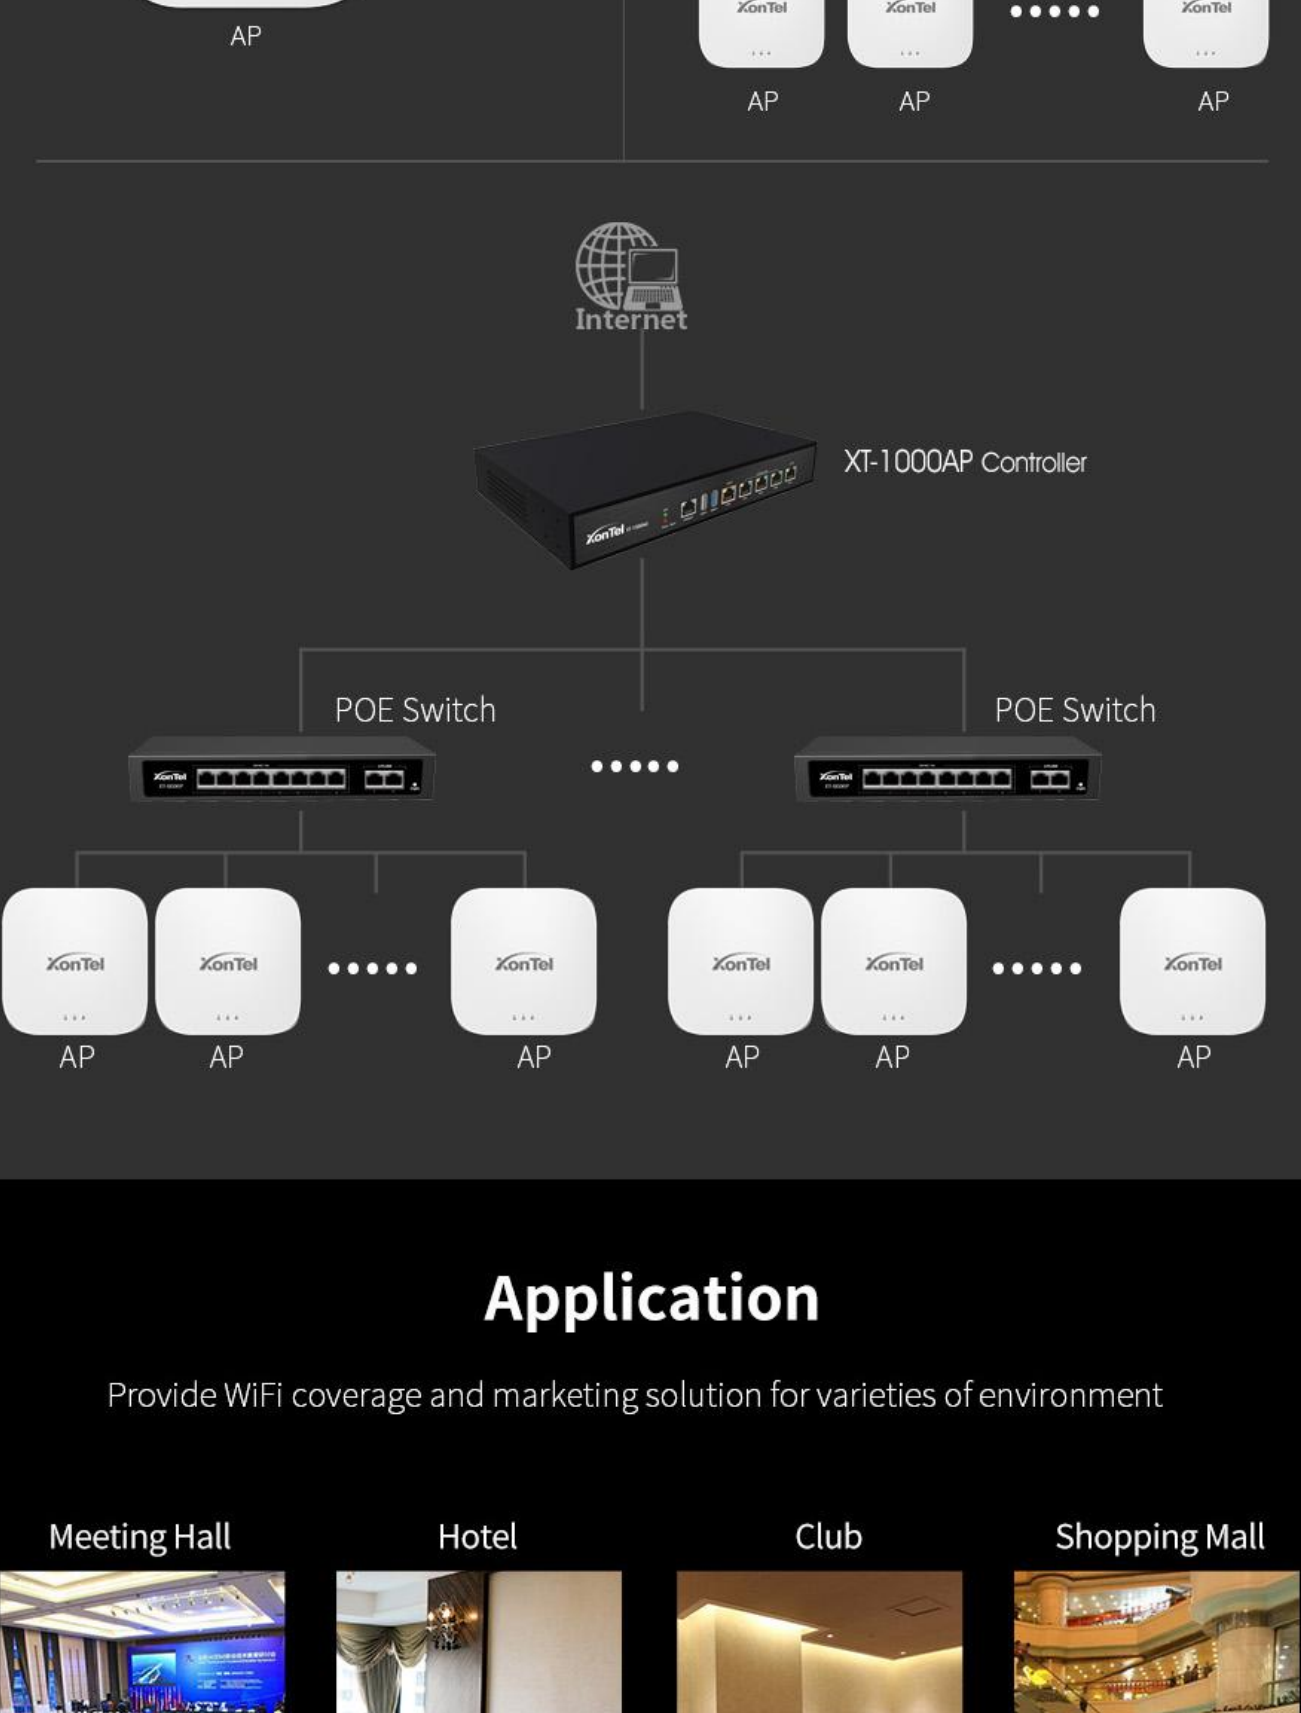 AP
XonTel XonTel XonTel
AP AP AP
Internet
XT-1000AP Controller
XonTel
POE Switch POE Switch
XonTel XonTel
XonTel XonTel XonTel XonTel XonTel XonTel
AP AP AP AP AP AP
Application
Provide WiFi coverage and marketing solution for varieties of environment
Meeting Hall Hotel Club Shopping Mall